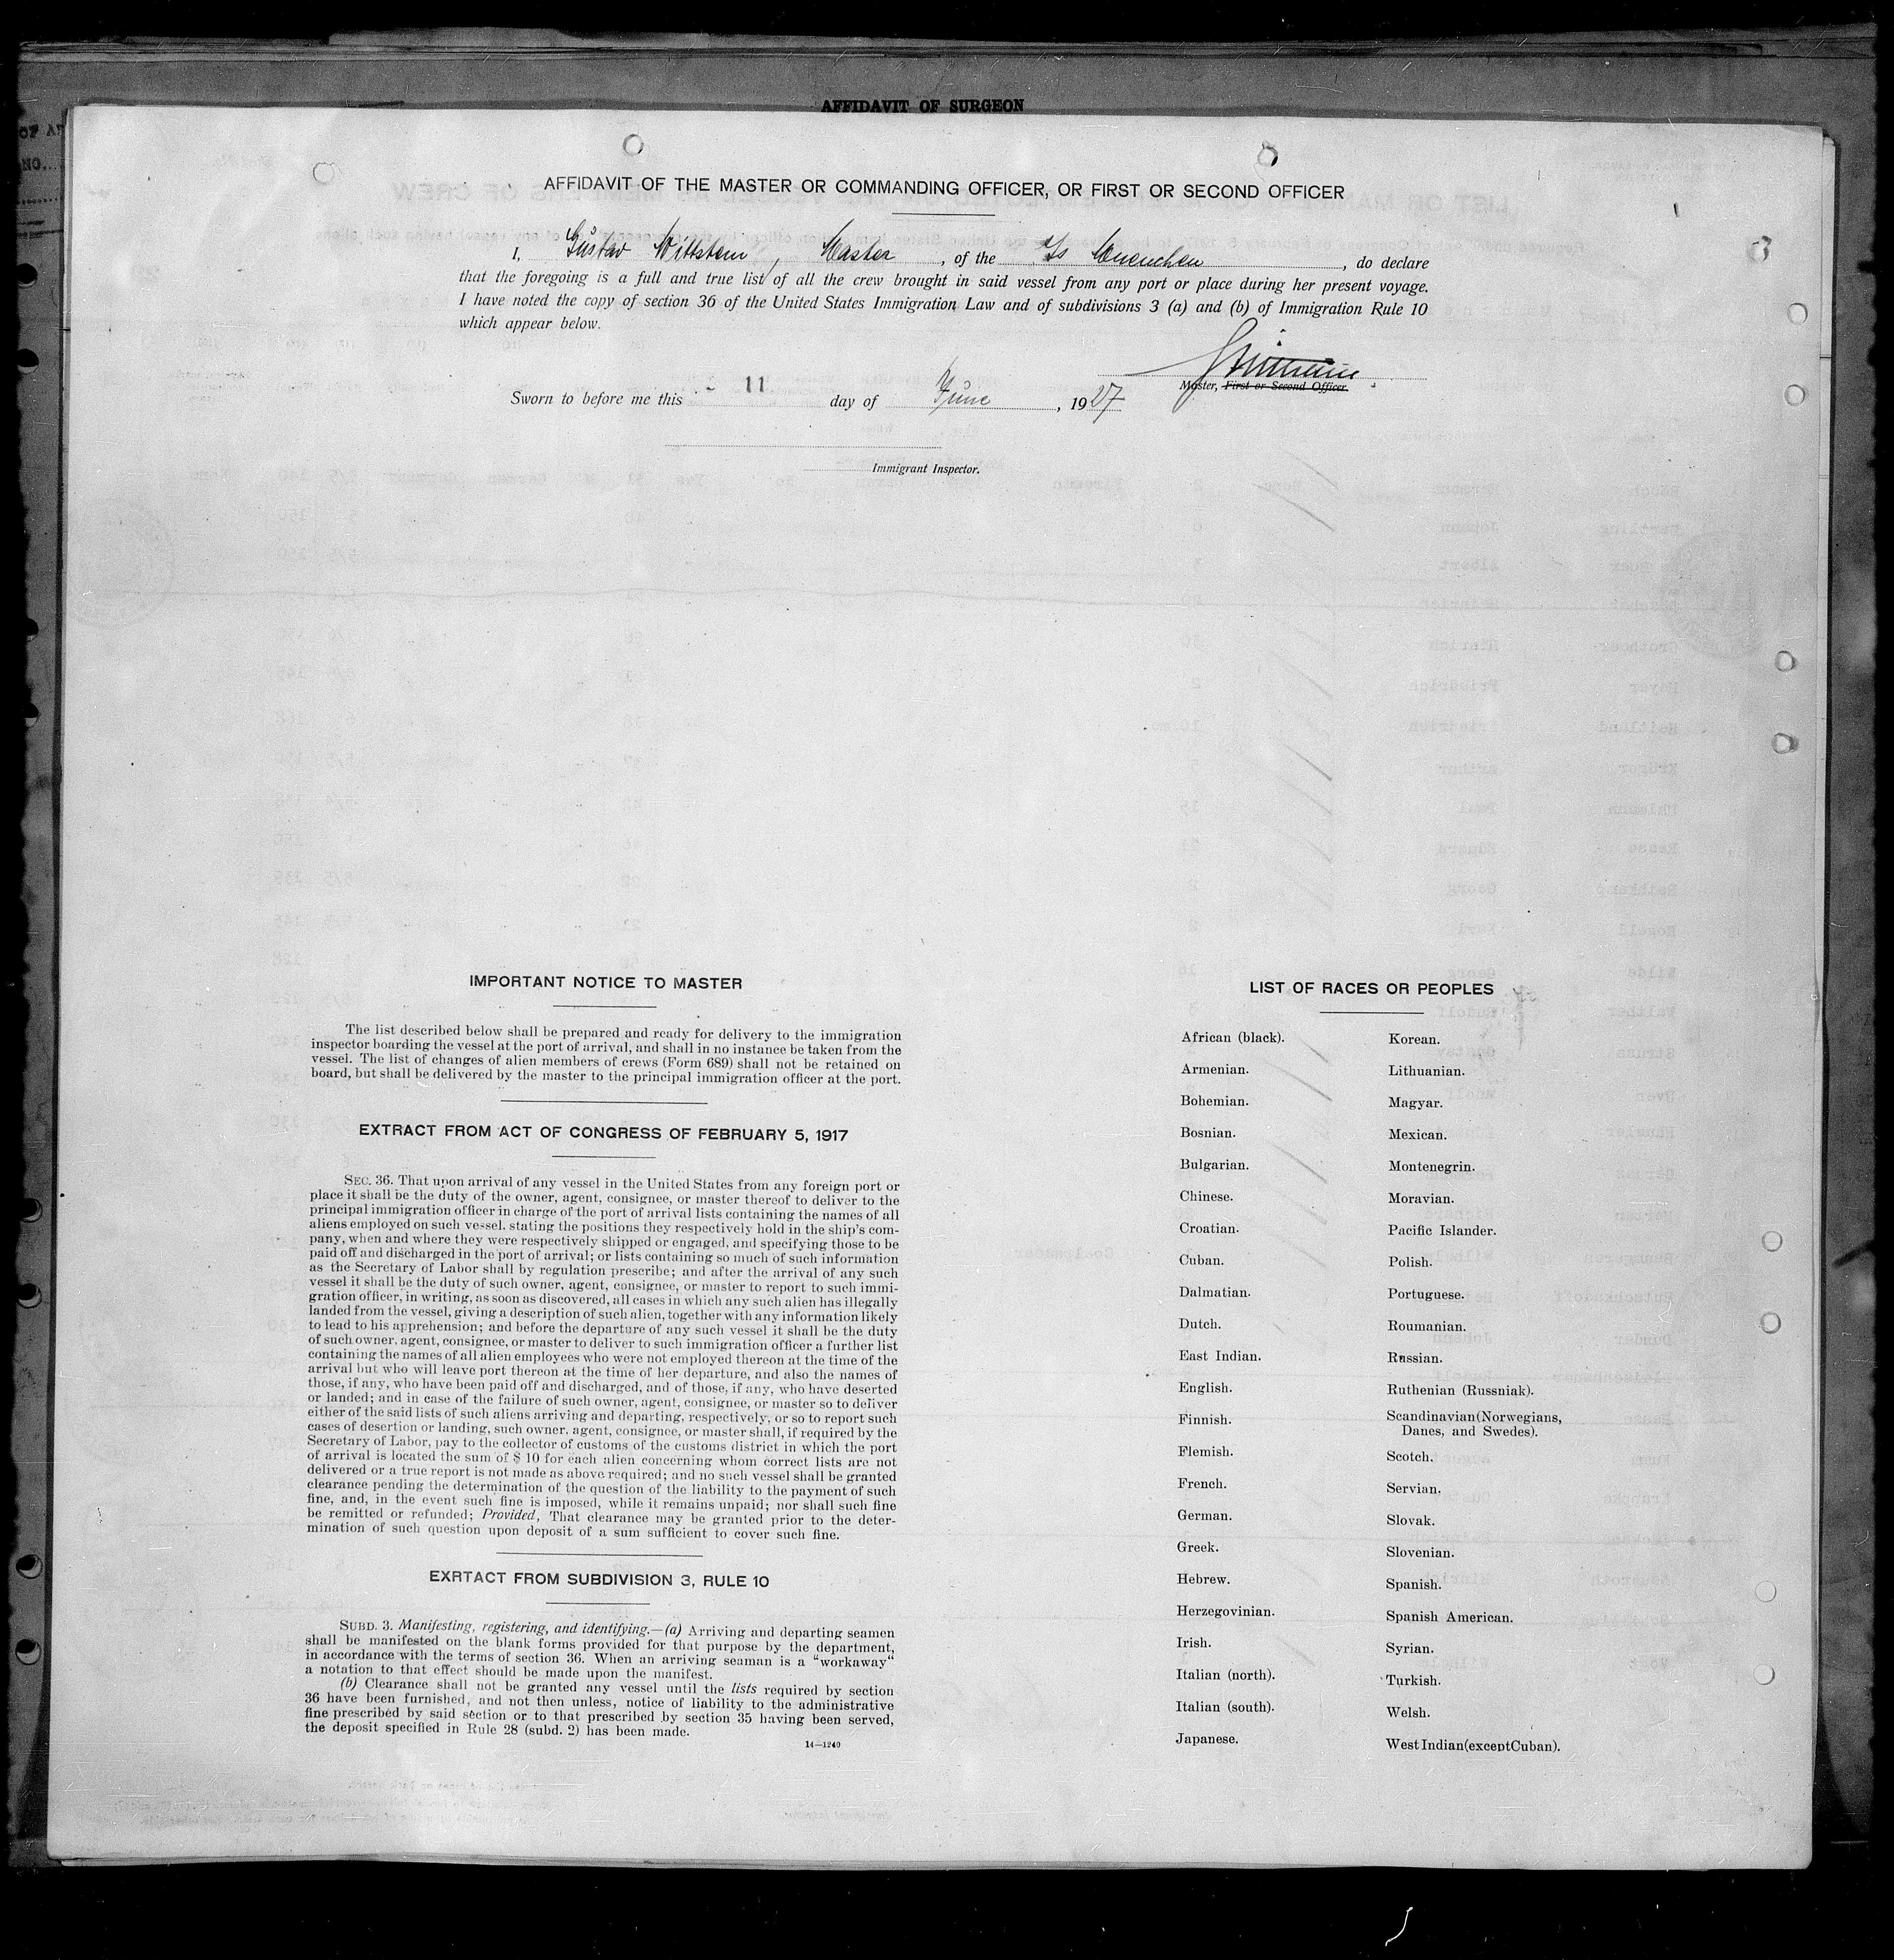 AFFIDAVIT OF SURGEON
AFFIDAVIT OF THE MASTER OR COMMANDING OFFICER, OR FIRST OR SECOND OFFICER
I, Gustav Wittstein, Master, of the S/s Muenchen, do declare
that the foregoing is a full and true list of all the crew brought in said vessel from any port or place during her present voyage.
I have noted the copy of section 36 of the United States Immigration Law and of subdivisions 3 (a) and (b) of Immigration Rule 10
which appear below.
Master, First or Second Officer.
Sworn to before me this 11 day of June, 1927
Immigrant Inspector.
IMPORTANT NOTICE TO MASTER
The list described below shall be prepared and ready for delivery to the immigration
inspector boarding the vessel at the port of arrival, and shall in no instance be taken from the
vessel. The list of changes of alien members of crews (Form 689) shall not be retained on
board, but shall be delivered by the master to the principal immigration officer at the port.
EXTRACT FROM ACT OF CONGRESS OF FEBRUARY 5, 1917
SEC. 36. That upon arrival of any vessel in the United States from any foreign port or
place it shall be the duty of the owner, agent, consignee, or master thereof to deliver to the
principal immigration officer in charge of the port of arrival lists containing the names of all
aliens employed on such vessel, stating the positions they respectively hold in the ship's com-
pany, when and where they were respectively shipped or engaged, and specifying those to be
paid off and discharged in the port of arrival; or lists containing so much of such information
as the Secretary of Labor shall by regulation prescribe; and after the arrival of any such
vessel it shall be the duty of such owner, agent, consignee, or master to report to such immi-
gration officer, in writing, as soon as discovered, all cases in which any such alien has illegally
landed from the vessel, giving a description of such alien, together with any information likely
to lead to his apprehension; and before the departure of any such vessel it shall be the duty
of such owner, agent, consignee, or master to deliver to such immigration officer a further list
containing the names of all alien employees who were not employed thereon at the time of the
arrival but who will leave port thereon at the time of her departure, and also the names of
those, if any, who have been paid off and discharged, and of those, if any, who have deserted
or landed; and in case of the failure of such owner, agent, consignee, or master so to deliver
either of the said lists of such aliens arriving and departing, respectively, or so to report such
cases of desertion or landing, such owner, agent, consignee, or master shall, if required by the
Secretary of Labor, pay to the collector of customs of the customs district in which the port
of arrival is located the sum of $ 10 for each alien concerning whom correct lists are not
delivered or a true report is not made as above required; and no such vessel shall be granted
clearance pending the determination of the question of the liability to the payment of such
fine, and, in the event such fine is imposed, while it remains unpaid; nor shall such fine
be remitted or refunded; Provided, That clearance may be granted prior to the deter-
mination of such question upon deposit of a sum sufficient to cover such fine.
EXRTACT FROM SUBDIVISION 3, RULE 10
SUBD. 3. Manifesting, registering, and identifying.—(a) Arriving and departing seamen
shall be manifested on the blank forms provided for that purpose by the department,
in accordance with the terms of section 36. When an arriving seaman is a “workaway“
a notation to that effect should be made upon the manifest.
(b) Clearance shall not be granted any vessel until the lists required by section
36 have been furnished, and not then unless, notice of liability to the administrative
fine prescribed by said section or to that prescribed by section 35 having been served,
the deposit specified in Rule 28 (subd. 2) has been made.
14—1240
LIST OF RACES OR PEOPLES
African (black).
Armenian.
Bohemian.
Bosnian.
Bulgarian.
Chinese.
Croatian.
Cuban.
Dalmatian.
Dutch.
East Indian.
English.
Finnish.
Flemish.
French.
German.
Greek.
Hebrew.
Herzegovinian.
Irish.
Italian (north).
Italian (south).
Japanese.
Korean.
Lithuanian.
Magyar.
Mexican.
Montenegrin.
Moravian.
Pacific Islander.
Polish.
Portuguese.
Roumanian.
Russian.
Ruthenian (Russniak).
Scandinavian (Norwegians,
Danes, and Swedes).
Scotch.
Servian.
Slovak.
Slovenian.
Spanish.
Spanish American.
Syrian.
Turkish.
Welsh.
West Indian (except Cuban).